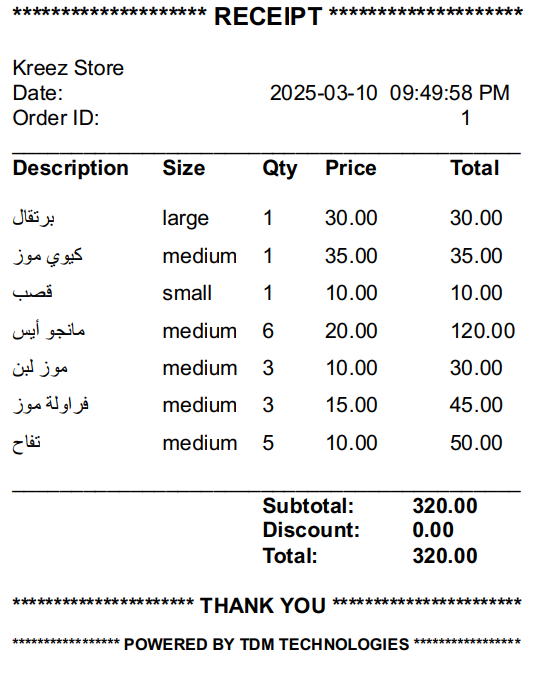 ******************** RECEIPT ********************
Kreez Store
Date: 2025-03-10 09:49:58 PM
Order ID: 1
Description Size Qty Price Total
برتقال large 1 30.00 30.00
كيوي موز medium 1 35.00 35.00
قصب small 1 10.00 10.00
مانجو أيس medium 6 20.00 120.00
موز لبن medium 3 10.00 30.00
فراولة موز medium 3 15.00 45.00
تفاح medium 5 10.00 50.00
Subtotal: 320.00
Discount: 0.00
Total: 320.00
********************** THANK YOU ***********************
***************** POWERED BY TDM TECHNOLOGIES *****************